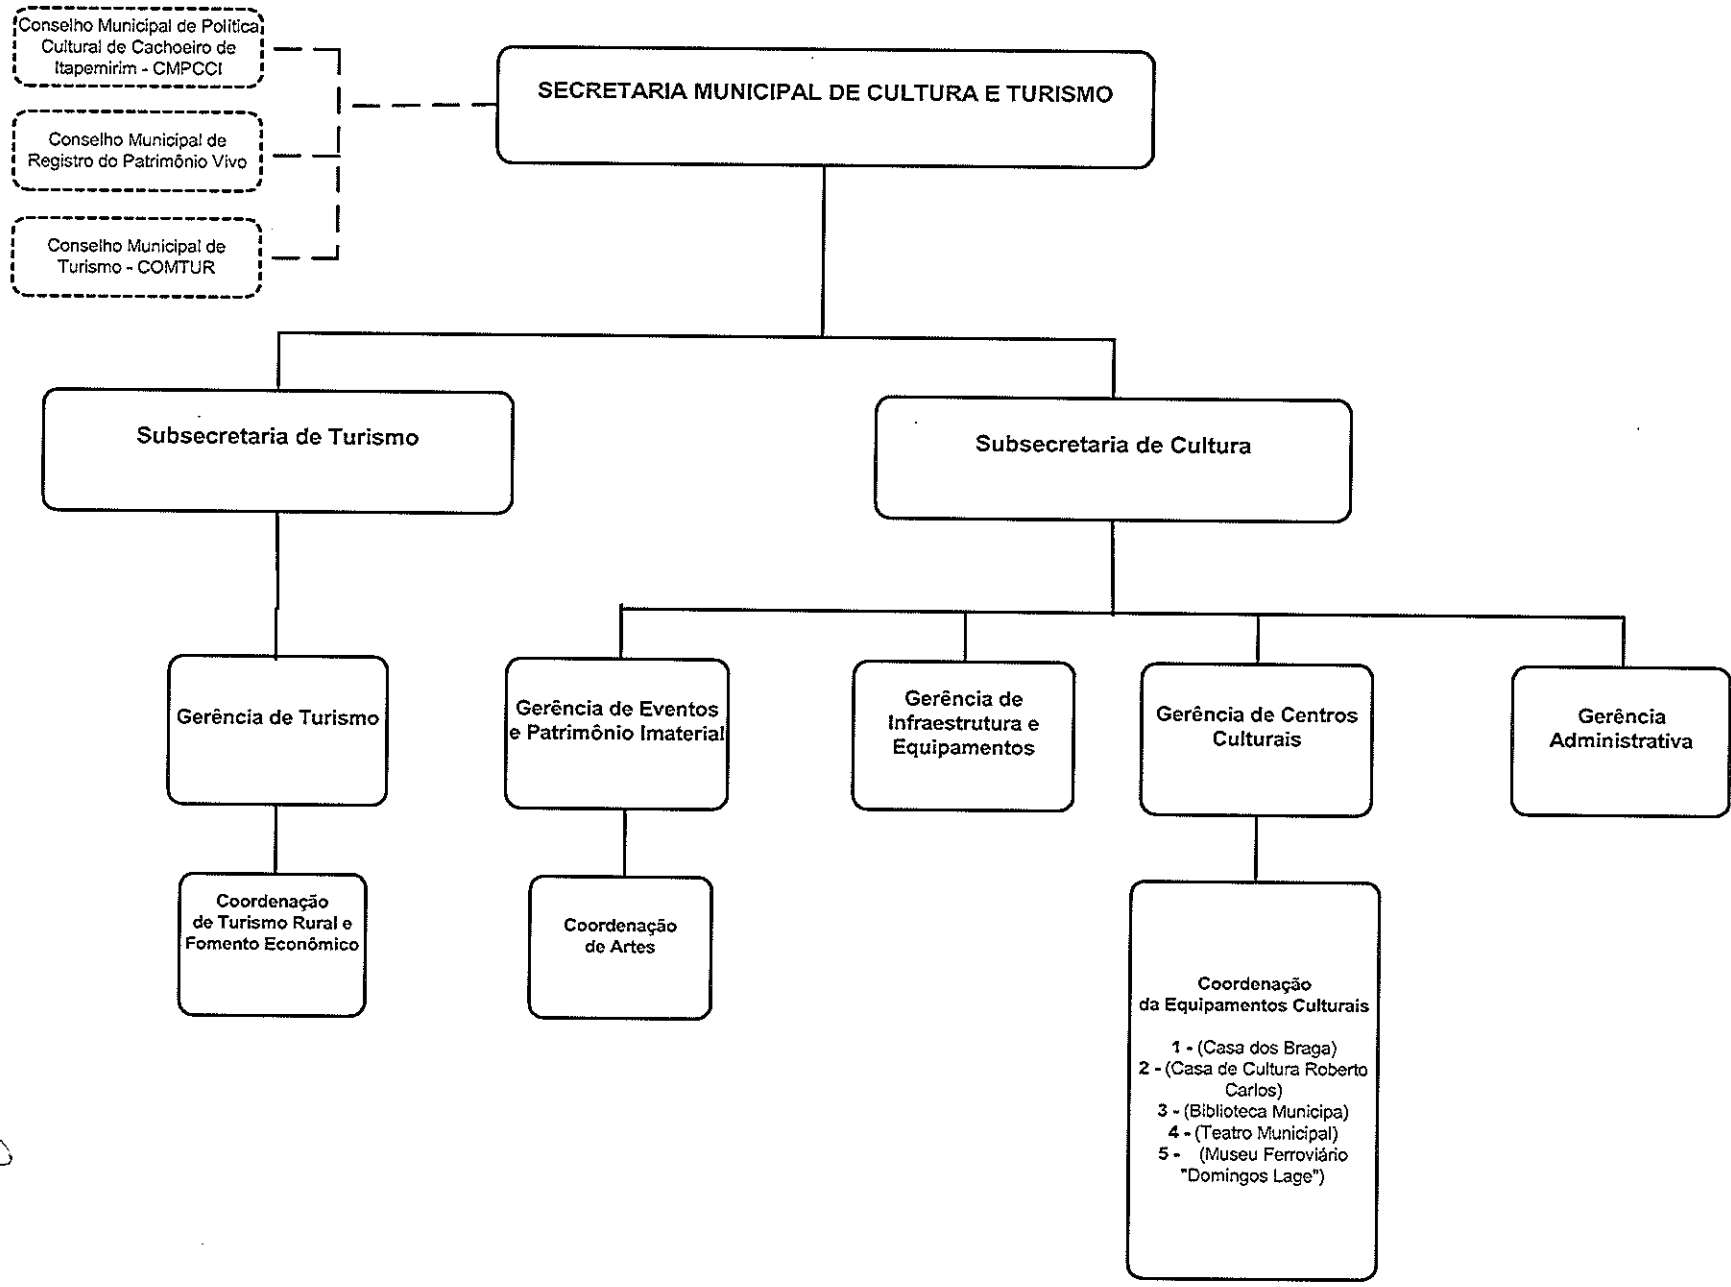 Conselho Municipal de Política
Cultural de Cachoeiro de
Itapemirim - CMPCCI
SECRETARIA MUNICIPAL DE CULTURA E TURISMO
Conselho Municipal de
Registro do Patrimônio Vivo
Conselho Municipal de
Turismo - COMTUR
Subsecretaria de Turismo
Subsecretaria de Cultura
Gerência de Turismo
Gerência de Eventos
e Patrimônio Imaterial
Gerência de
Infraestrutura e
Equipamentos
Gerência de Centros
Culturais
Gerência
Administrativa
Coordenação
de Turismo Rural e
Fomento Econômico
Coordenação
de Artes
Coordenação
da Equipamentos Culturais
1 - (Casa dos Braga)
2 - (Casa de Cultura Roberto
Carlos)
3 - (Biblioteca Municipa)
4 - (Teatro Municipal)
5 - (Museu Ferroviário
"Domingos Lage")